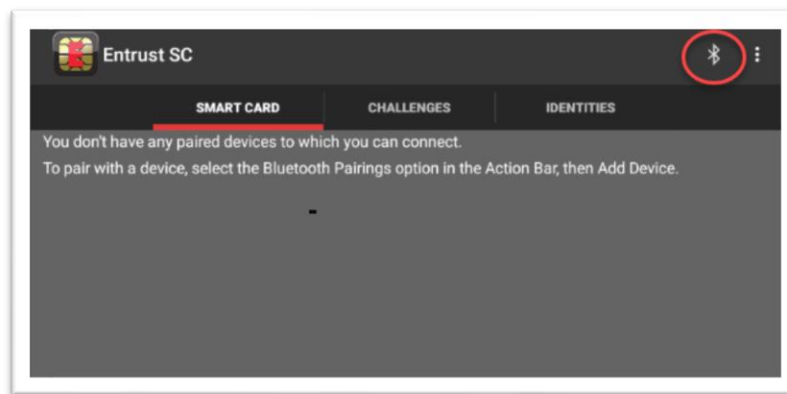 Entrust SC
SMART CARD
CHALLENGES
IDENTITIES
You don't have any paired devices to which you can connect.
To pair with a device, select the Bluetooth Pairings option in the Action Bar, then Add Device.